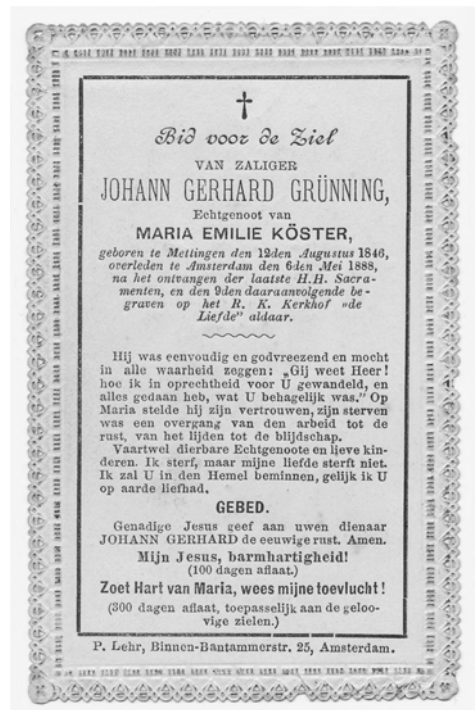 Bid voor de Ziel
VAN ZALIGER
JOHANN GERHARD GRÜNNING,
Echtgenoot van
MARIA EMILIE KÖSTER,
geboren te Mettingen den 12den Augustus 1846,
overleden te Amsterdam den 6den Mei 1888,
na het ontvangen der laatste H.H. Sacra-
menten, en den 9den daaraanvolgende be-
graven op het R. K. Kerkhof „de
Liefde” aldaar.
Hij was eenvoudig en godvreezend en mocht
in alle waarheid zeggen: „Gij weet Heer!
hoe ik in oprechtheid voor U gewandeld, en
alles gedaan heb, wat U behagelijk was.” Op
Maria stelde hij zijn vertrouwen, zijn sterven
was een overgang van den arbeid tot de
rust, van het lijden tot de blijdschap.
Vaartwel dierbare Echtgenoote en lieve kin-
deren. Ik sterf, maar mijne liefde sterft niet.
Ik zal U in den Hemel beminnen, gelijk ik U
op aarde liefhad.
GEBED.
Genadige Jesus geef aan uwen dienaar
JOHANN GERHARD de eeuwige rust. Amen.
Mijn Jesus, barmhartigheid!
(100 dagen aflaat.)
Zoet Hart van Maria, wees mijne toevlucht!
(300 dagen aflaat, toepasselijk aan de geloo-
vige zielen.)
P. Lehr, Binnen-Bantammerstr. 25, Amsterdam.